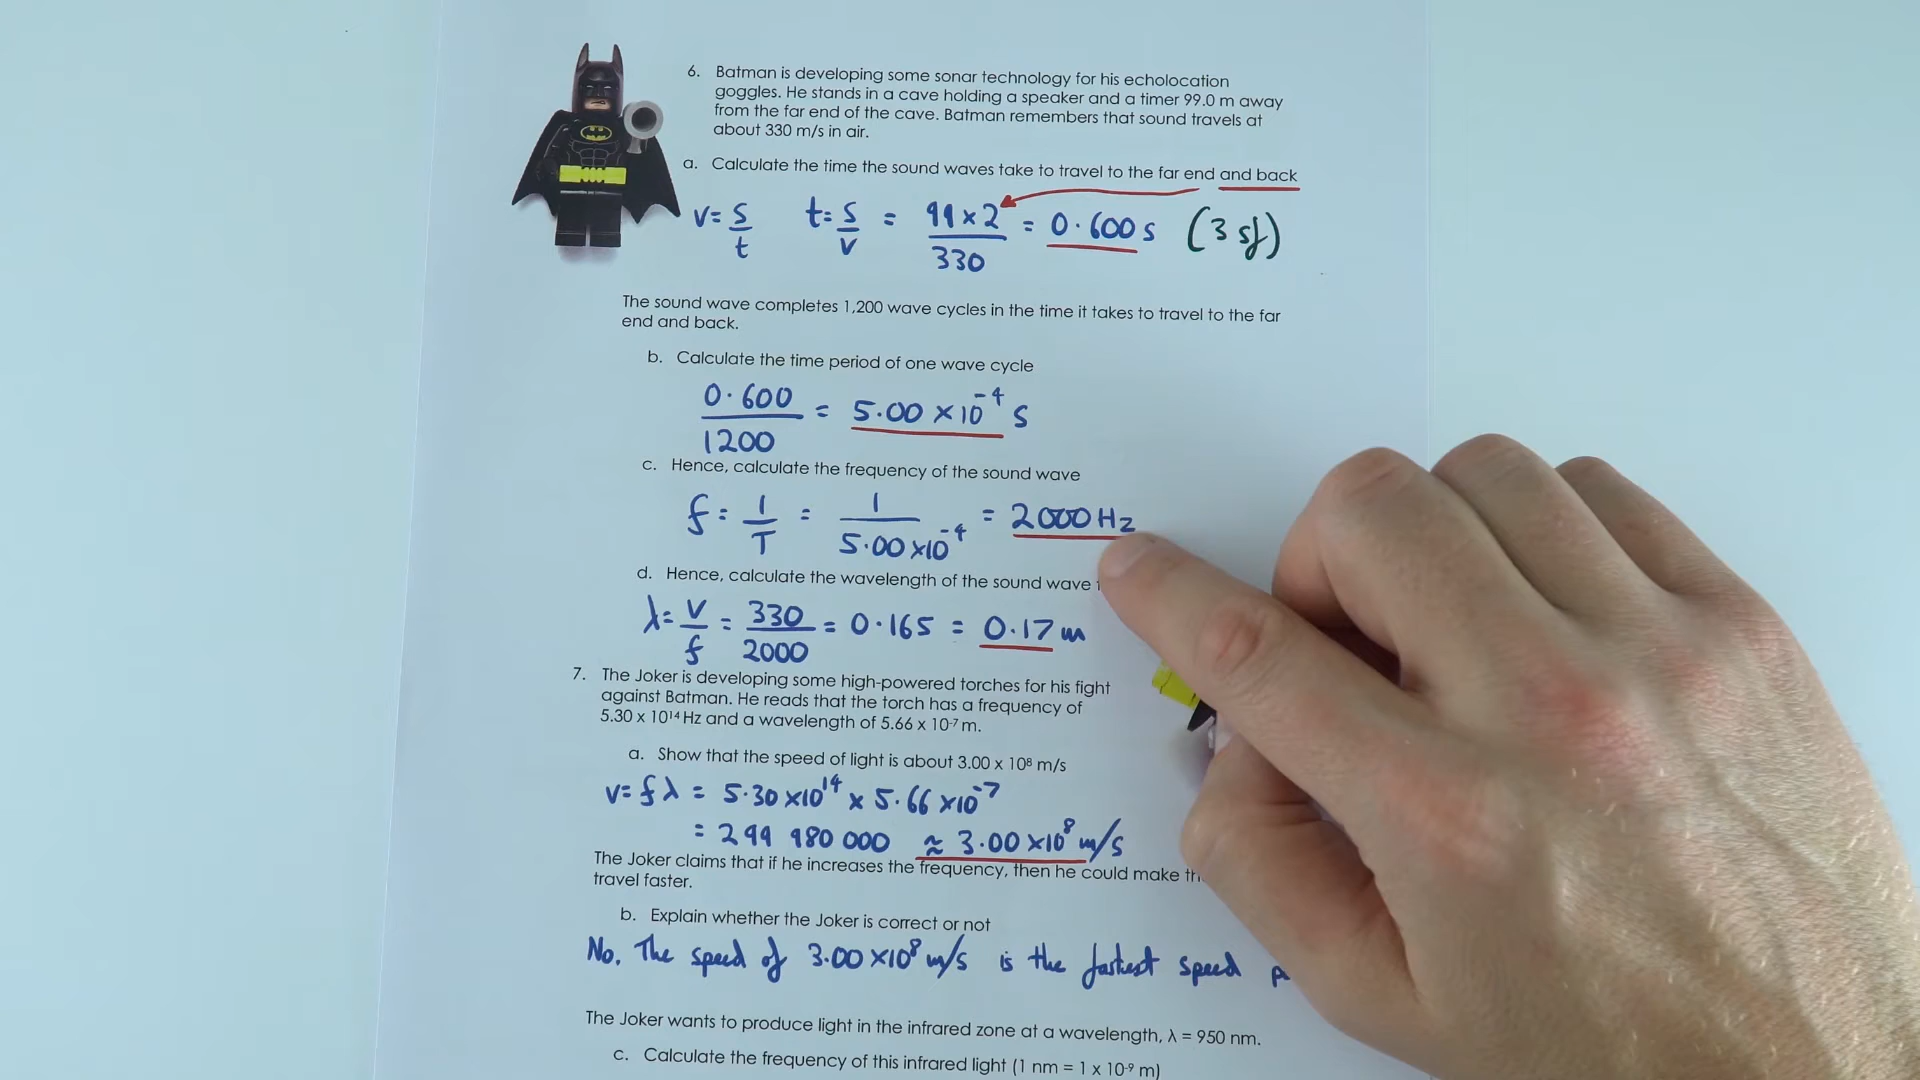 6. Batman is developing some sonar technology for his echolocation
goggles. He stands in a cave holding a speaker and a timer 99.0 m away
from the far end of the cave. Batman remembers that sound travels at
about 330 m/s in air.
a. Calculate the time the sound waves take to travel to the far end and back
v = s/t t = s/v = 99 × 2/330 = 0.600 s (3 sf)
The sound wave completes 1,200 wave cycles in the time it takes to travel to the far
end and back.
b. Calculate the time period of one wave cycle
0.600/1200 = 5.00 × 10⁻⁴ s
c. Hence, calculate the frequency of the sound wave
f = 1/T = 1/5.00 × 10⁻⁴ = 2000 Hz
d. Hence, calculate the wavelength of the sound wave
λ = v/f = 330/2000 = 0.165 = 0.17 m
7. The Joker is developing some high-powered torches for his fight
against Batman. He reads that the torch has a frequency of
5.30 x 10¹⁴ Hz and a wavelength of 5.66 x 10⁻⁷ m.
a. Show that the speed of light is about 3.00 x 10⁸ m/s
v = f λ = 5.30 × 10¹⁴ × 5.66 × 10⁻⁷
= 299 980 000 ≈ 3.00 × 10⁸ m/s
The Joker claims that if he increases the frequency, then he could make
travel faster.
b. Explain whether the Joker is correct or not
No. The speed of 3.00 × 10⁸ m/s is the fastest speed
The Joker wants to produce light in the infrared zone at a wavelength, λ = 950 nm.
c. Calculate the frequency of this infrared light (1 nm = 1 x 10⁻⁹ m)